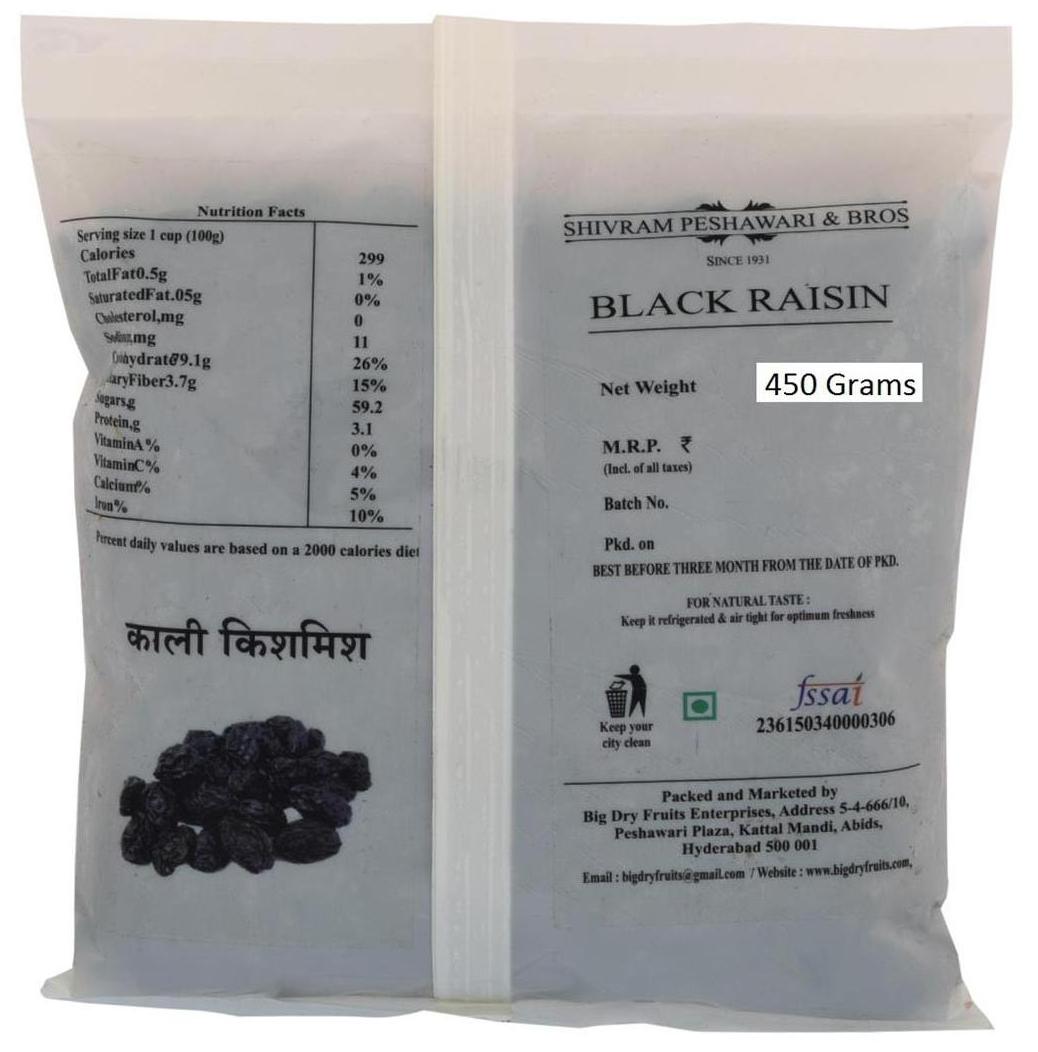 Nutrition Facts
Serving size 1 cup (100g)
Calories 299
TotalFat0.5g 1%
SaturatedFat.05g 0%
Cholesterol,mg 0
11
26%
Fiber3.7g 15%
Sugars,g 59.2
Protein,g 3.1
VitaminA% 0%
VitaminC% 4%
Calcium% 5%
Iron% 10%
Percent daily values are based on a 2000 calories diet
काली किशमिश
SHIVRAM PESHAWARI & BROS
SINCE 1931
BLACK RAISIN
Net Weight 450 Grams
M.R.P. ₹
(Incl. of all taxes)
Batch No.
Pkd. on
BEST BEFORE THREE MONTH FROM THE DATE OF PKD.
FOR NATURAL TASTE :
Keep it refrigerated & air tight for optimum freshness
Keep your
city clean
fssai
236150340000306
Packed and Marketed by
Big Dry Fruits Enterprises, Address 5-4-666/10,
Peshawari Plaza, Kattal Mandi, Abids,
Hyderabad 500 001
Email : bigdryfruits@gmail.com / Website : www.bigdryfruits.com,